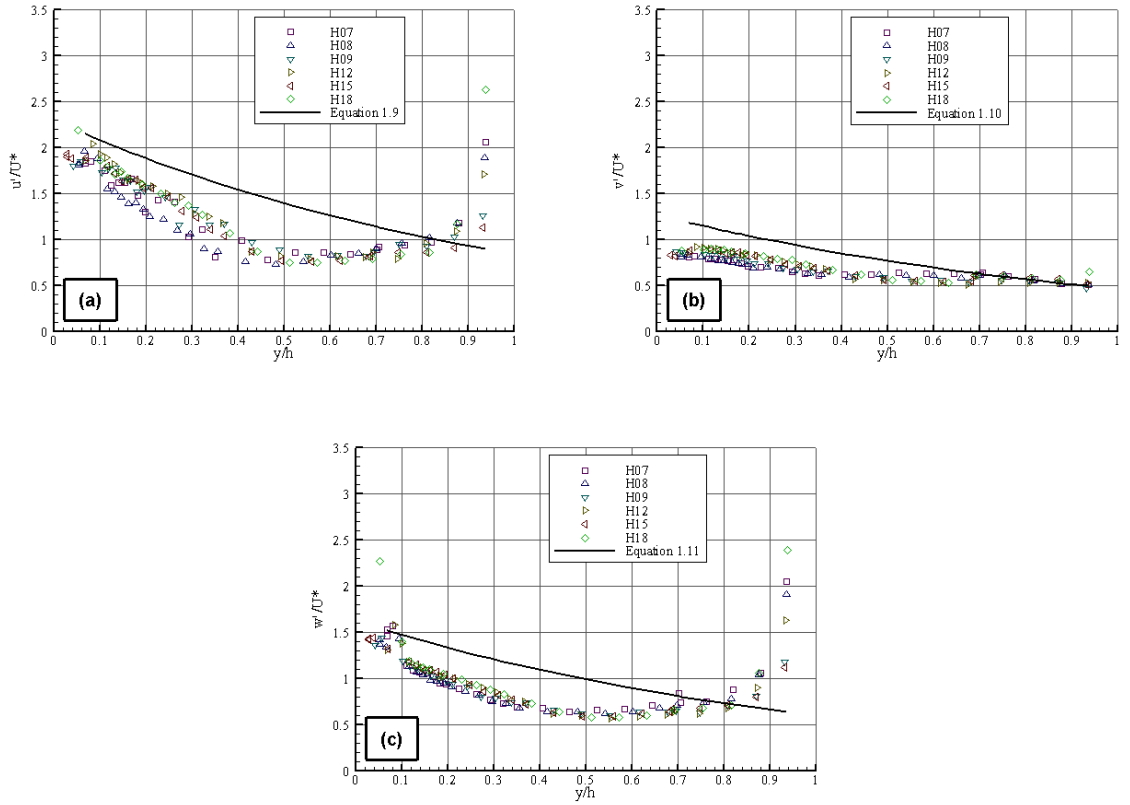 3.5
3
2.5
2
1.5
1
0.5
0
u'/U*
H07
H08
H09
H12
H15
H18
Equation 1.9
(a)
0 0.1 0.2 0.3 0.4 0.5 0.6 0.7 0.8 0.9 1
y/h
3.5
3
2.5
2
1.5
1
0.5
0
v'/U*
H07
H08
H09
H12
H15
H18
Equation 1.10
(b)
0 0.1 0.2 0.3 0.4 0.5 0.6 0.7 0.8 0.9 1
y/h
3.5
3
2.5
2
1.5
1
0.5
0
w'/U*
H07
H08
H09
H12
H15
H18
Equation 1.11
(c)
0 0.1 0.2 0.3 0.4 0.5 0.6 0.7 0.8 0.9 1
y/h